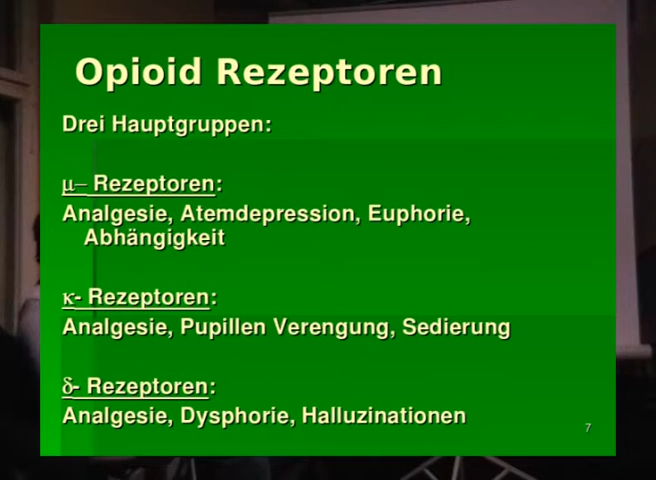 Opioid Rezeptoren
Drei Hauptgruppen:
μ– Rezeptoren:
Analgesie, Atemdepression, Euphorie,
Abhängigkeit
κ- Rezeptoren:
Analgesie, Pupillen Verengung, Sedierung
δ- Rezeptoren:
Analgesie, Dysphorie, Halluzinationen
7